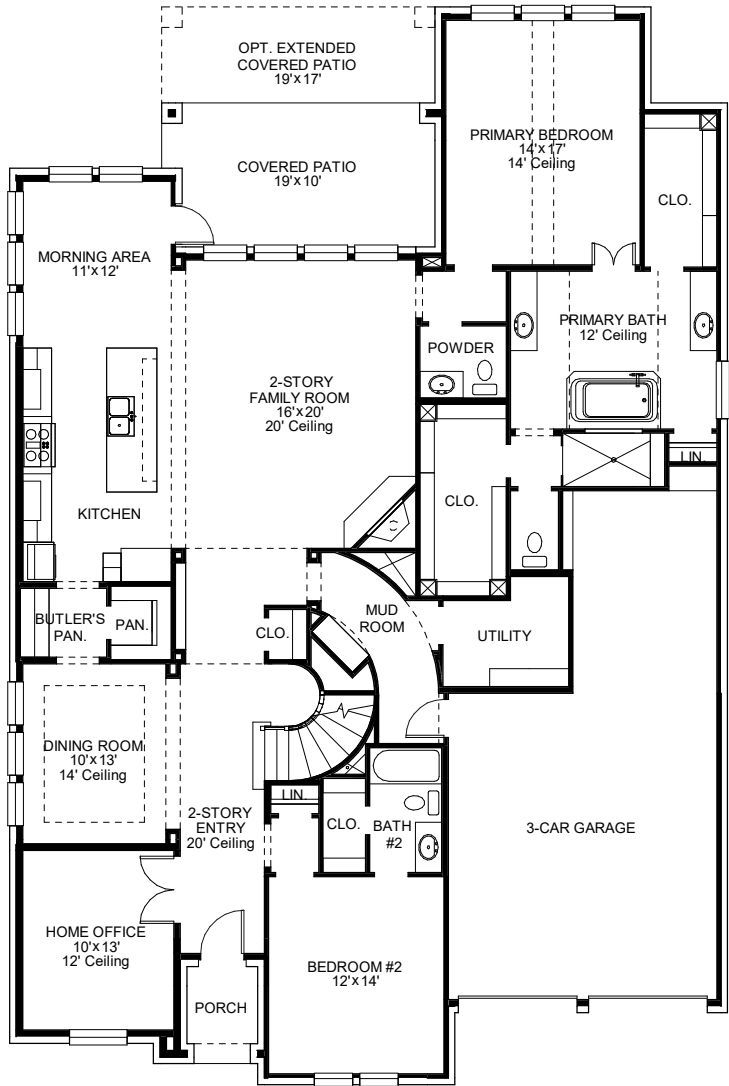 OPT. EXTENDED
COVERED PATIO
19'x17'
COVERED PATIO
19'x10'
PRIMARY BEDROOM
14'x17'
14' Ceiling
CLO.
MORNING AREA
11'x12'
PRIMARY BATH
12' Ceiling
POWDER
2-STORY
FAMILY ROOM
16'x20'
20' Ceiling
LIN.
CLO.
KITCHEN
BUTLER'S
PAN.
PAN.
CLO.
MUD
ROOM
UTILITY
DINING ROOM
10'x13'
14' Ceiling
2-STORY
ENTRY
20' Ceiling
LIN.
CLO.
BATH
#2
3-CAR GARAGE
HOME OFFICE
10'x13'
12' Ceiling
BEDROOM #2
12'x14'
PORCH